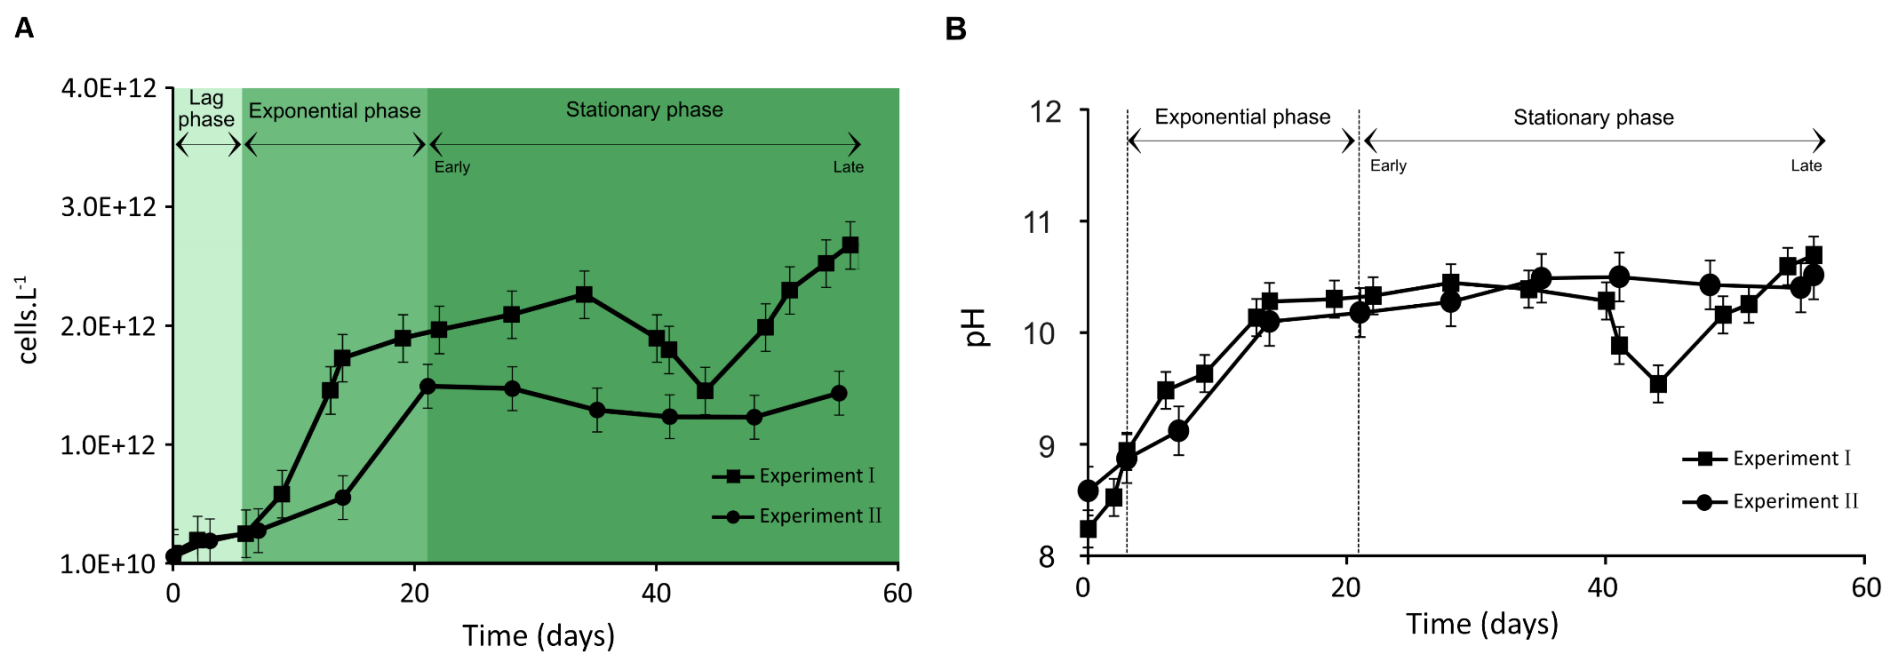 A
4.0E+12
3.0E+12
2.0E+12
1.0E+12
1.0E+10
cells.L-1
Lag
phase
Exponential phase
Stationary phase
Early
Late
Experiment I
Experiment II
0
20
40
60
Time (days)
B
12
11
10
9
8
pH
Exponential phase
Stationary phase
Early
Late
Experiment I
Experiment II
0
20
40
60
Time (days)